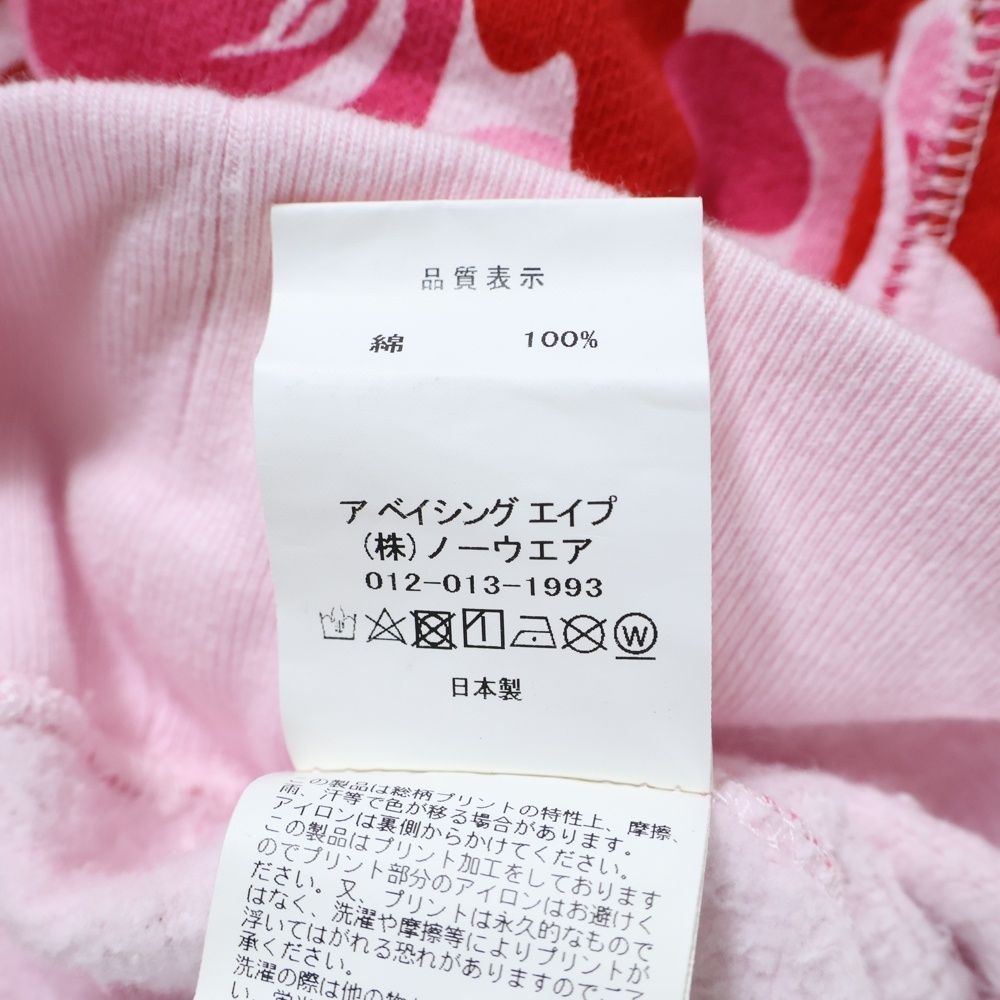 品質表示
綿 100%
ア ベイシング エイプ
(株)ノーウエア
012-013-1993
W
日本製
この製品は総柄プリントの特性上、摩擦、
雨、汗等で色が移る場合があります。
アイロンは裏側からかけてください。
この製品はプリント加工をしております
のでプリント部分のアイロンはお避けく
ださい。又、プリントは永久的なもので
はなく、洗濯や摩擦等によりプリントが
浮いてはがれる恐れがありますのでご了
承ください。
洗濯の際は他の物
い。蛍光